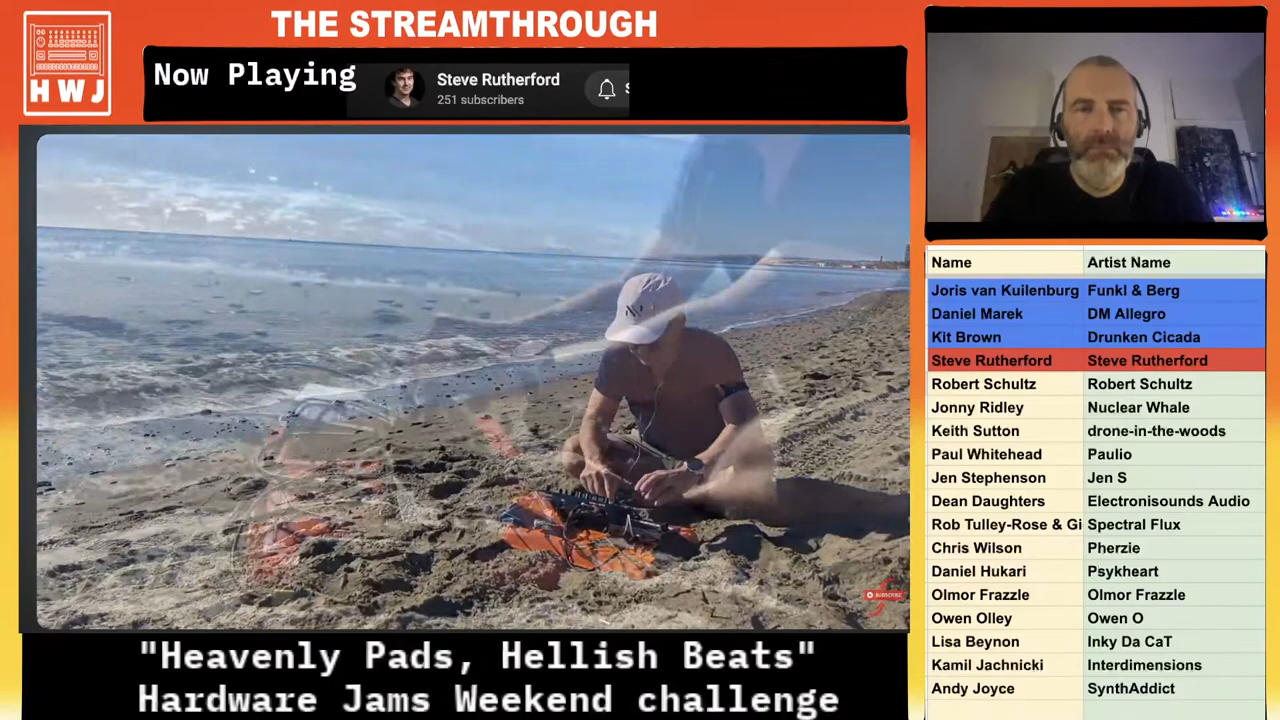 HWJ
THE STREAMTHROUGH
Now Playing
Steve Rutherford
251 subscribers
SUBSCRIBE
"Heavenly Pads, Hellish Beats"
Hardware Jams Weekend challenge
Name Artist Name
Joris van Kuilenburg Funkl & Berg
Daniel Marek DM Allegro
Kit Brown Drunken Cicada
Steve Rutherford Steve Rutherford
Robert Schultz Robert Schultz
Jonny Ridley Nuclear Whale
Keith Sutton drone-in-the-woods
Paul Whitehead Paulio
Jen Stephenson Jen S
Dean Daughters Electronisounds Audio
Rob Tulley-Rose & Gi Spectral Flux
Chris Wilson Pherzie
Daniel Hukari Psykheart
Olmor Frazzle Olmor Frazzle
Owen Olley Owen O
Lisa Beynon Inky Da CaT
Kamil Jachnicki Interdimensions
Andy Joyce SynthAddict